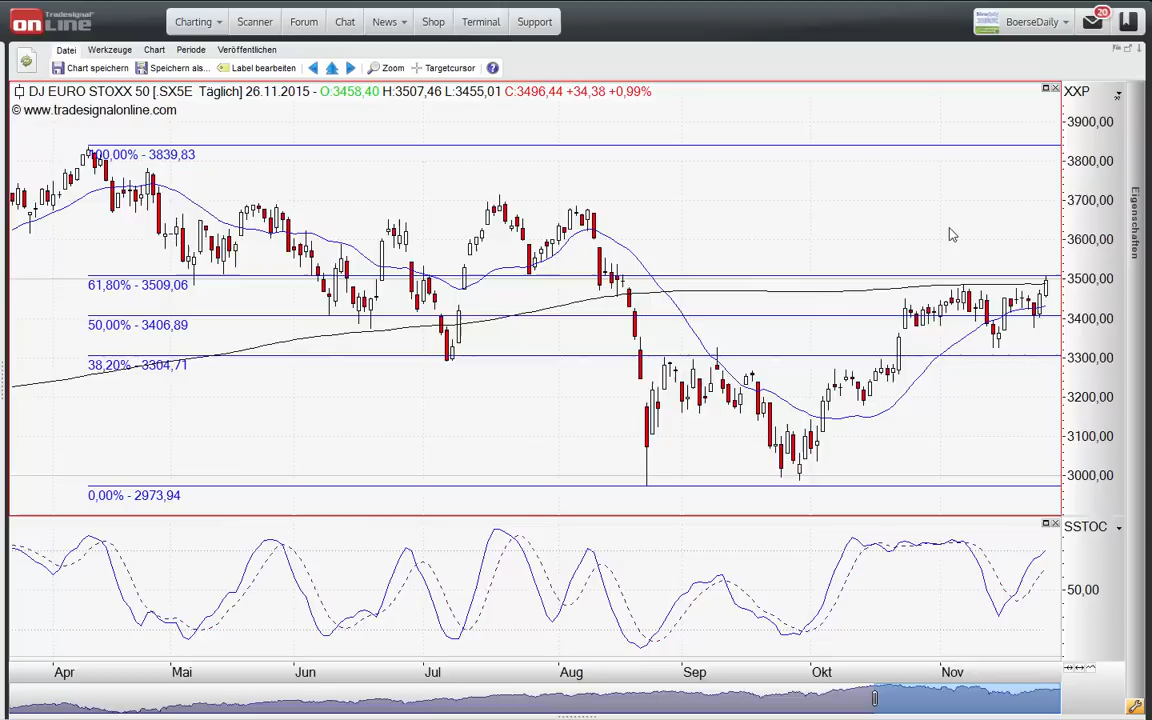 Tradesignal
on LINE
Charting
Scanner
Forum
Chat
News
Shop
Terminal
Support
BoerseDaily
20
Datei Werkzeuge Chart Periode Veröffentlichen
Chart speichern Speichern als... Label bearbeiten Zoom Targetcursor ?
DJ EURO STOXX 50 [.SX5E Täglich] 26.11.2015 - O:3458,40 H:3507,46 L:3455,01 C:3496,44 +34,38 +0,99%
© www.tradesignalonline.com
XXP
3900,00
3800,00
3700,00
3600,00
3500,00
3400,00
3300,00
3200,00
3100,00
3000,00
100,00% - 3839,83
61,80% - 3509,06
50,00% - 3406,89
38,20% - 3304,71
0,00% - 2973,94
Eigenschaften
SSTOC
50,00
Apr Mai Jun Jul Aug Sep Okt Nov